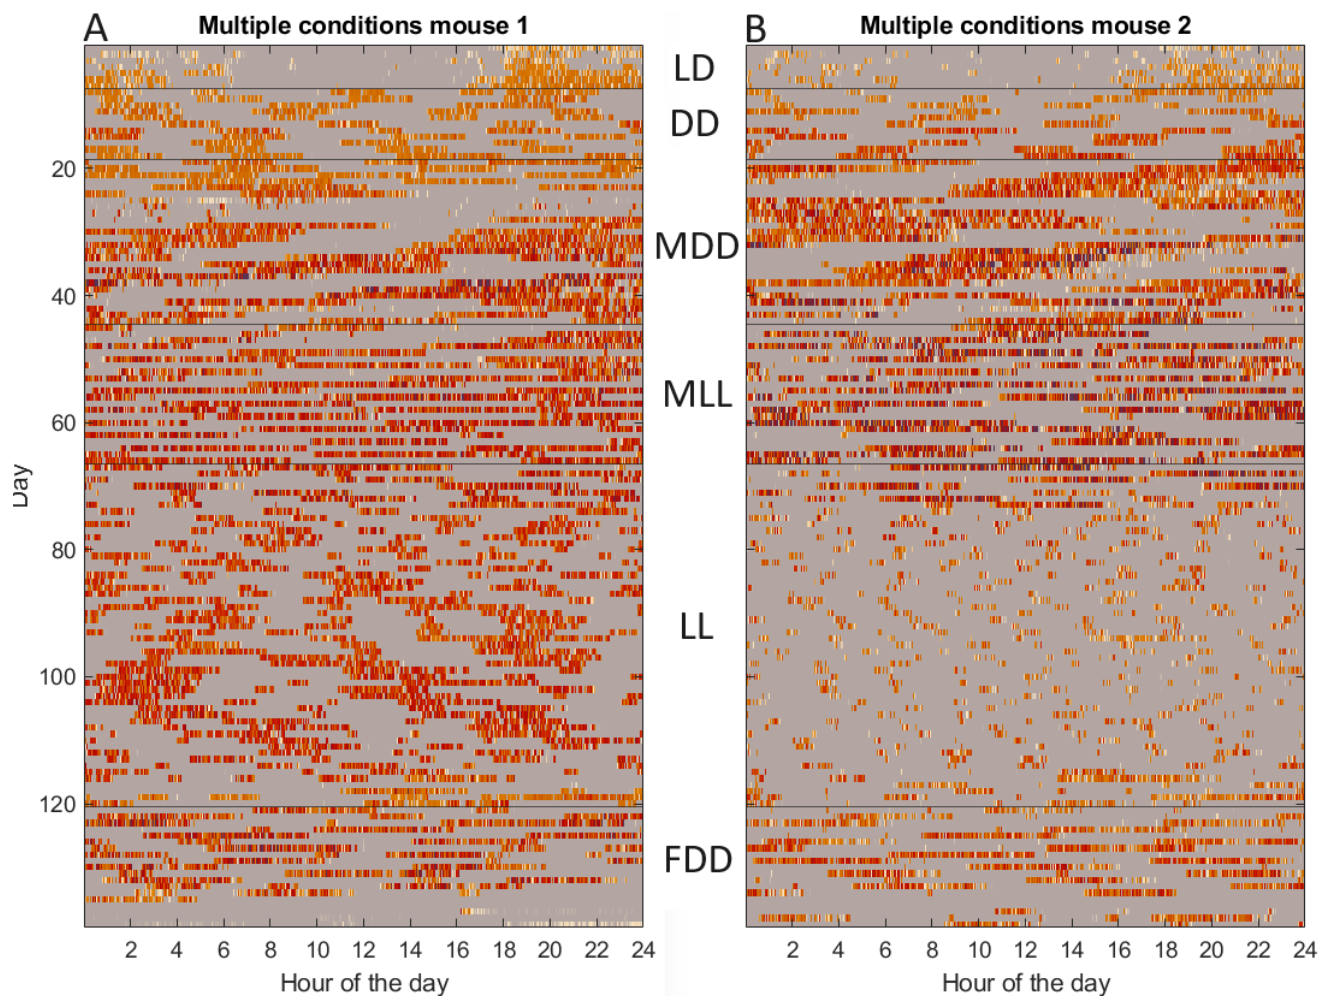 A
Multiple conditions mouse 1
B
Multiple conditions mouse 2
LD
DD
MDD
MLL
LL
FDD
Day
20
40
60
80
100
120
2 4 6 8 10 12 14 16 18 20 22 24
2 4 6 8 10 12 14 16 18 20 22 24
Hour of the day
Hour of the day